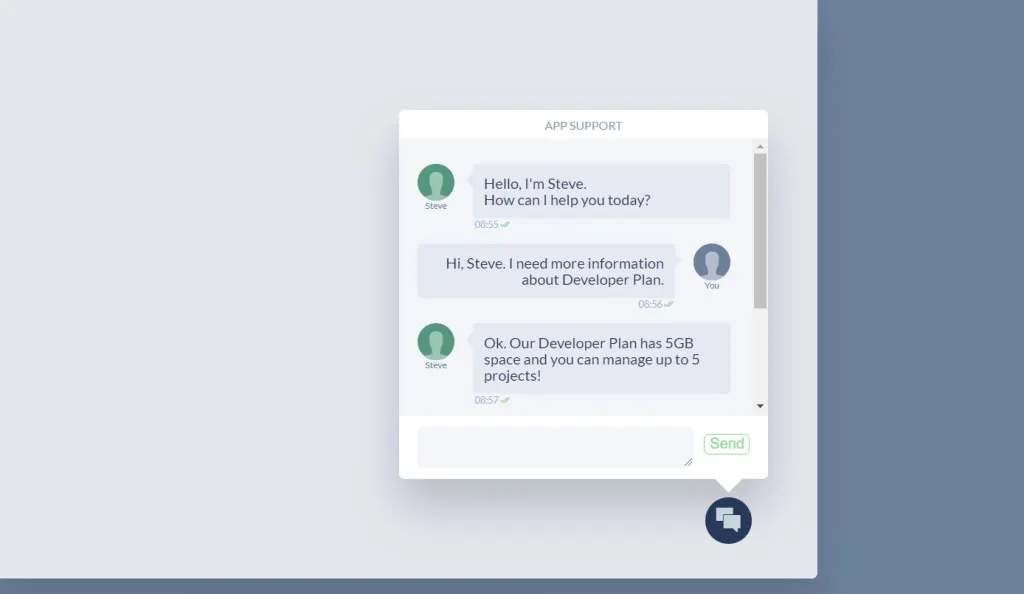 APP SUPPORT
Hello, I'm Steve.
How can I help you today?
Steve
08:55
Hi, Steve. I need more information
about Developer Plan.
You
08:56
Ok. Our Developer Plan has 5GB
space and you can manage up to 5
projects!
Steve
08:57
Send